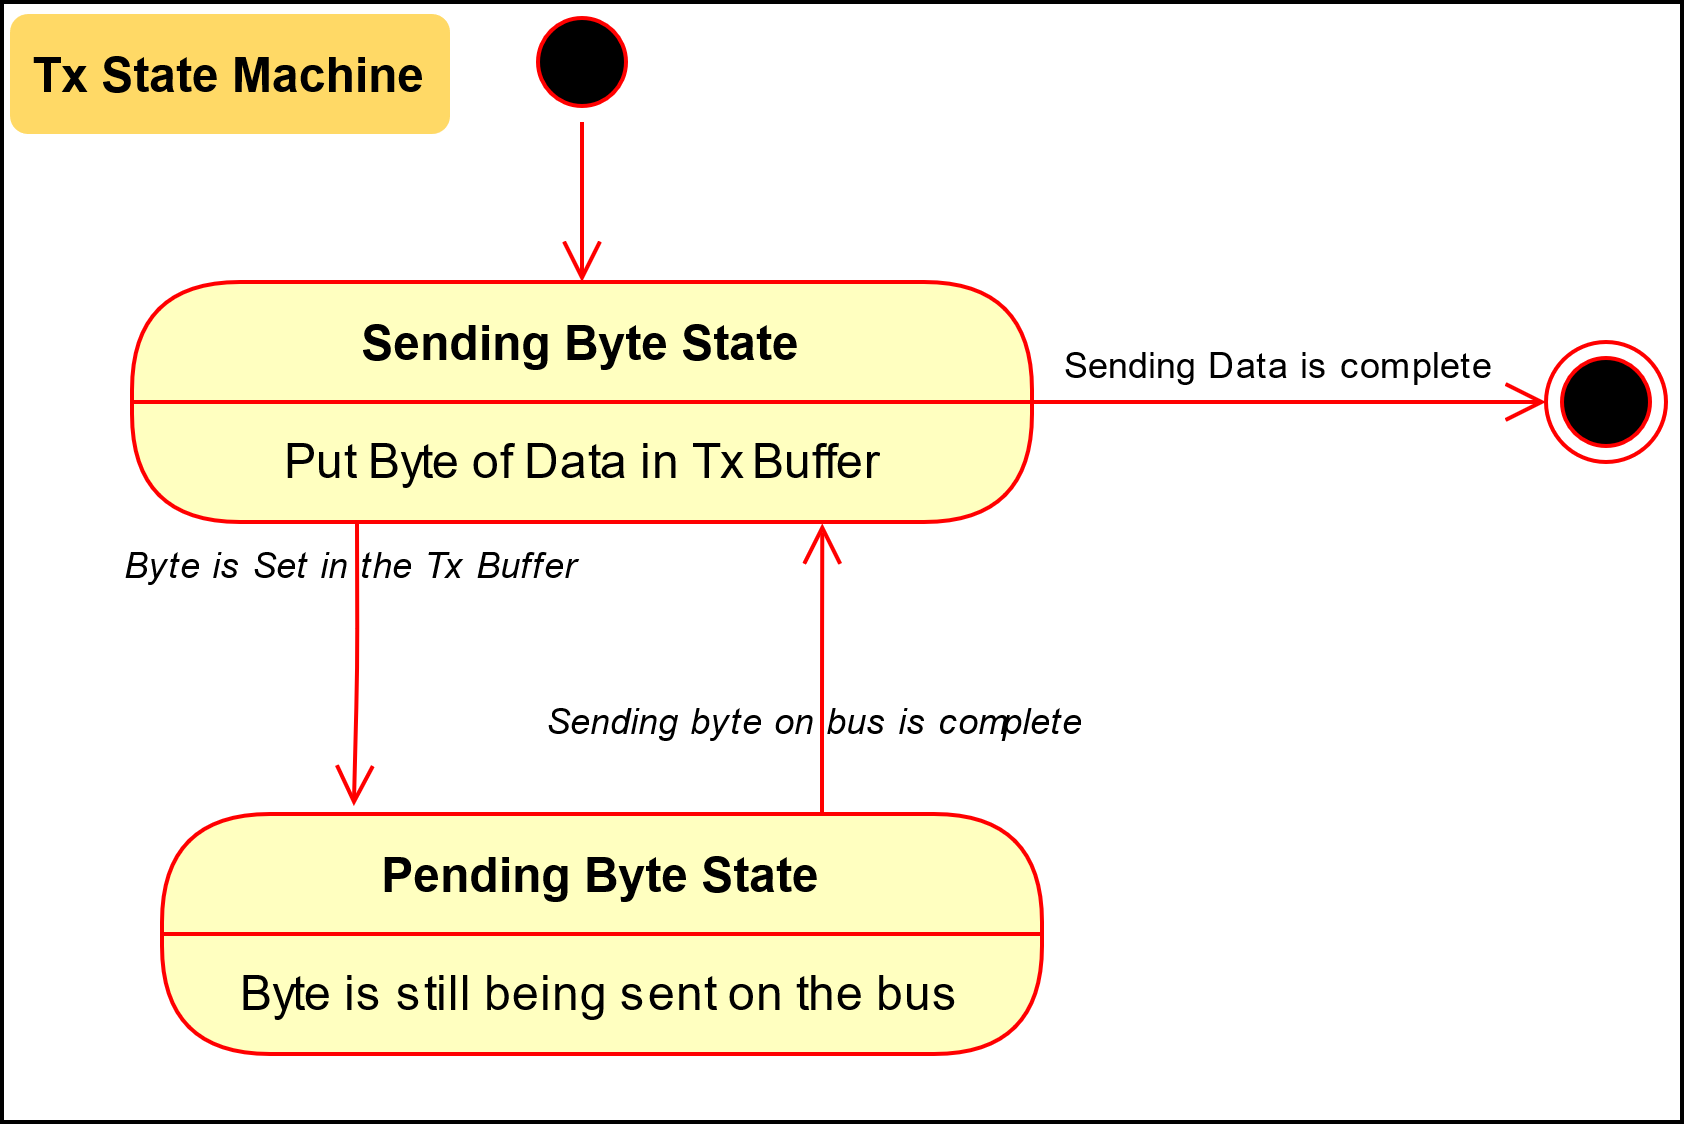 Tx State Machine
Sending Byte State
Sending Data is complete
Put Byte of Data in Tx Buffer
Byte is Set in the Tx Buffer
Sending byte on bus is complete
Pending Byte State
Byte is still being sent on the bus